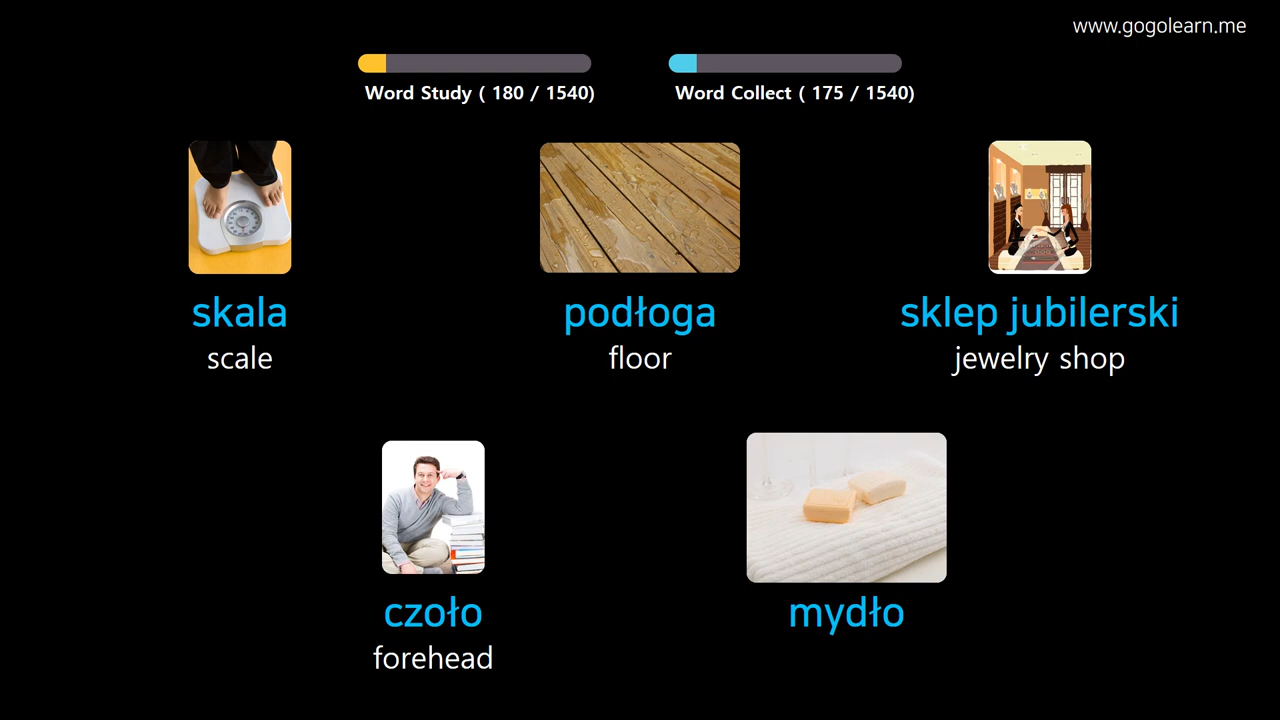 www.gogolearn.me
Word Study ( 180 / 1540)
Word Collect ( 175 / 1540)
skala
scale
podłoga
floor
sklep jubilerski
jewelry shop
czoło
forehead
mydło